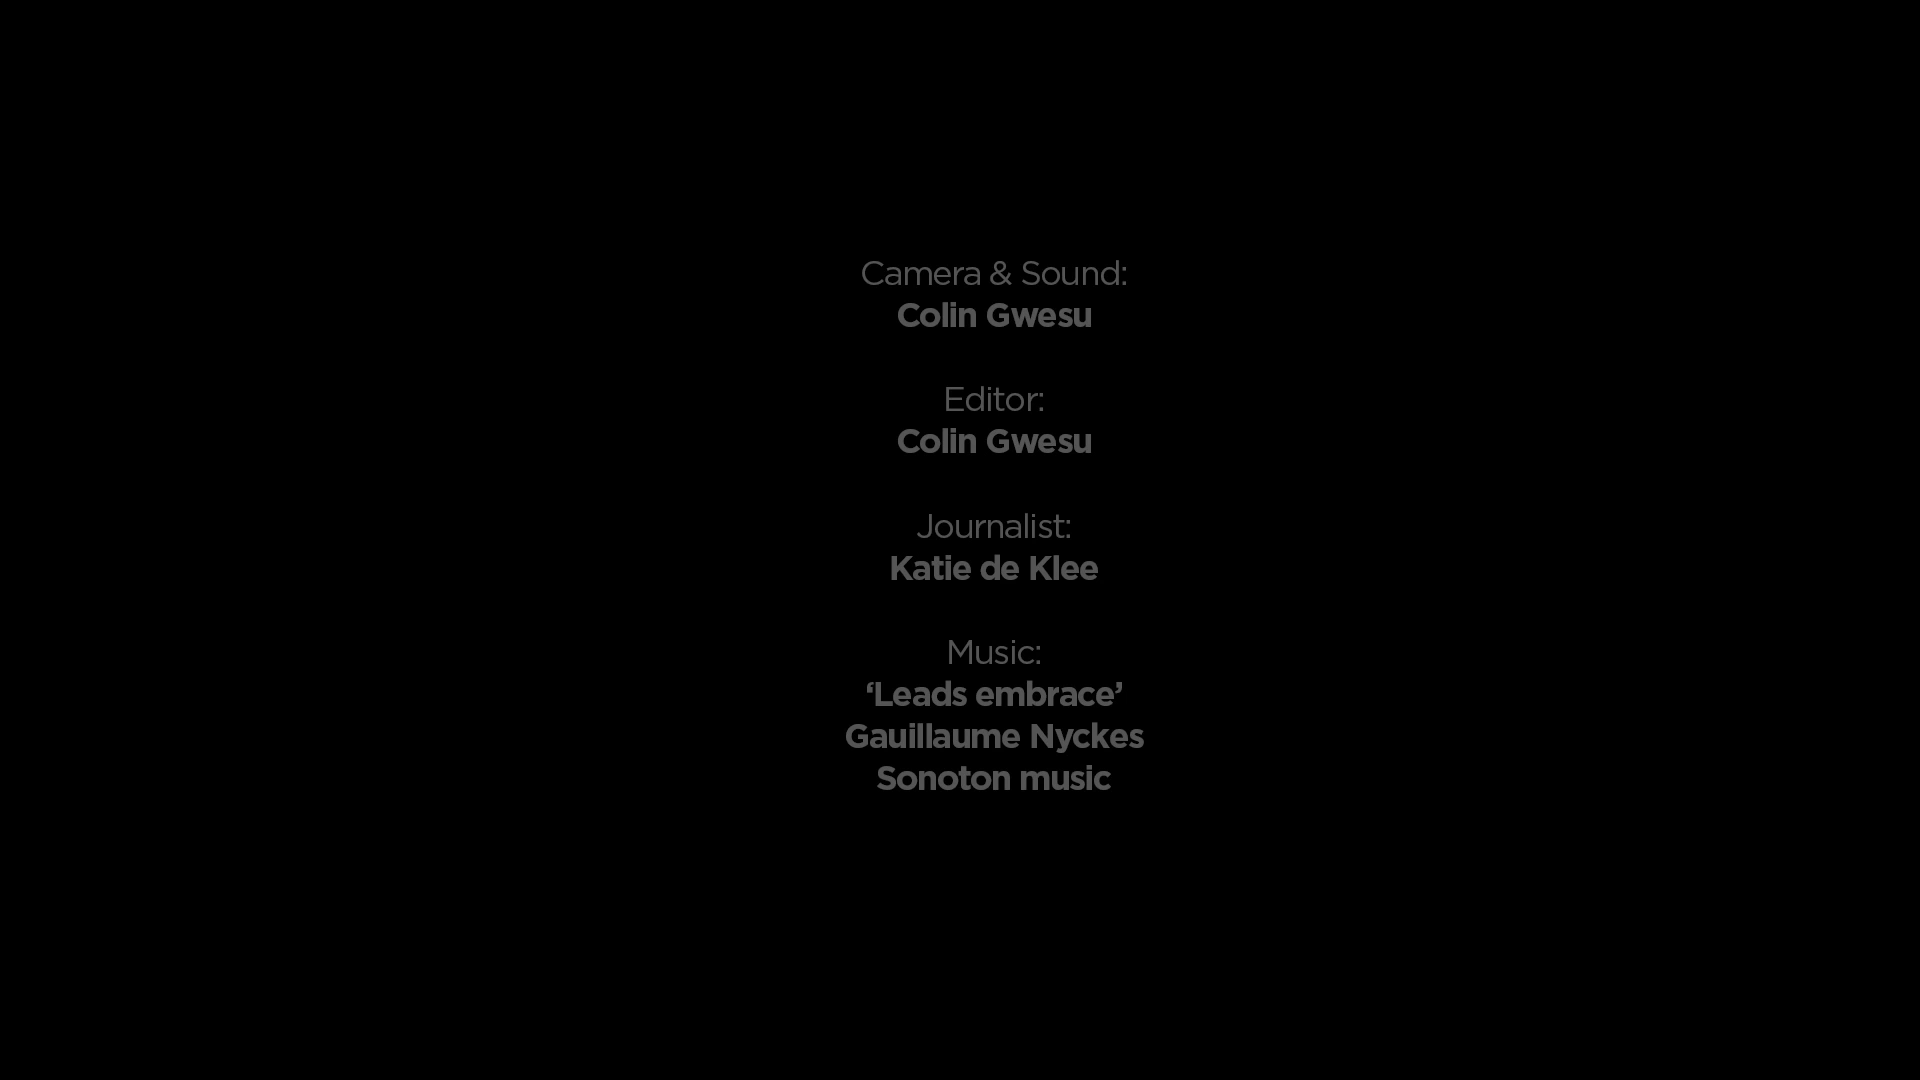 Camera & Sound:
Colin Gwesu
Editor:
Colin Gwesu
Journalist:
Katie de Klee
Music:
‘Leads embrace’
Gauillaume Nyckes
Sonoton music